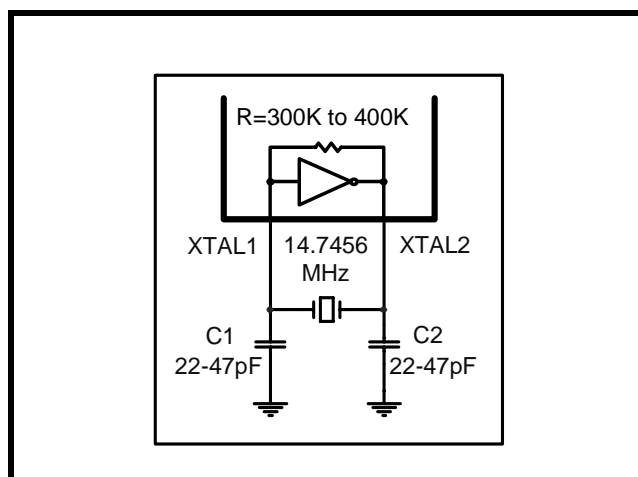 R=300K to 400K
XTAL1
14.7456
MHz
XTAL2
C1
22-47pF
C2
22-47pF